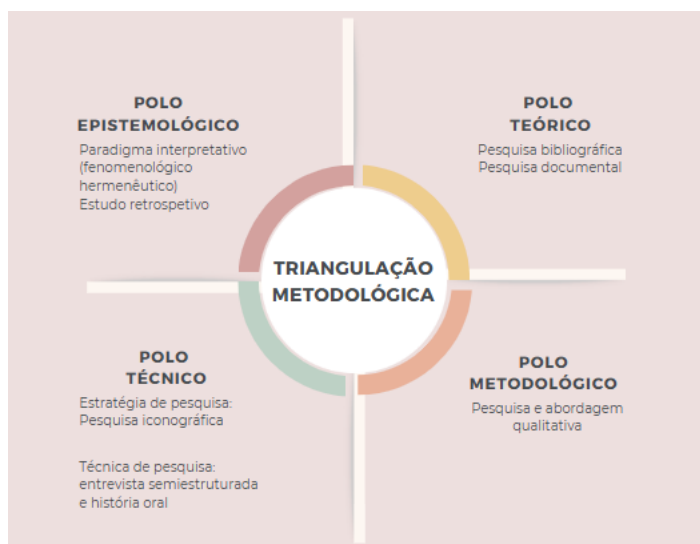 POLO
EPISTEMOLÓGICO
Paradigma interpretativo
(fenomenológico
hermenêutico)
Estudo retrospetivo
POLO
TEÓRICO
Pesquisa bibliográfica
Pesquisa documental
TRIANGULAÇÃO
METODOLÓGICA
POLO
TÉCNICO
Estratégia de pesquisa:
Pesquisa iconográfica
Técnica de pesquisa:
entrevista semiestruturada
e história oral
POLO
METODOLÓGICO
Pesquisa e abordagem
qualitativa